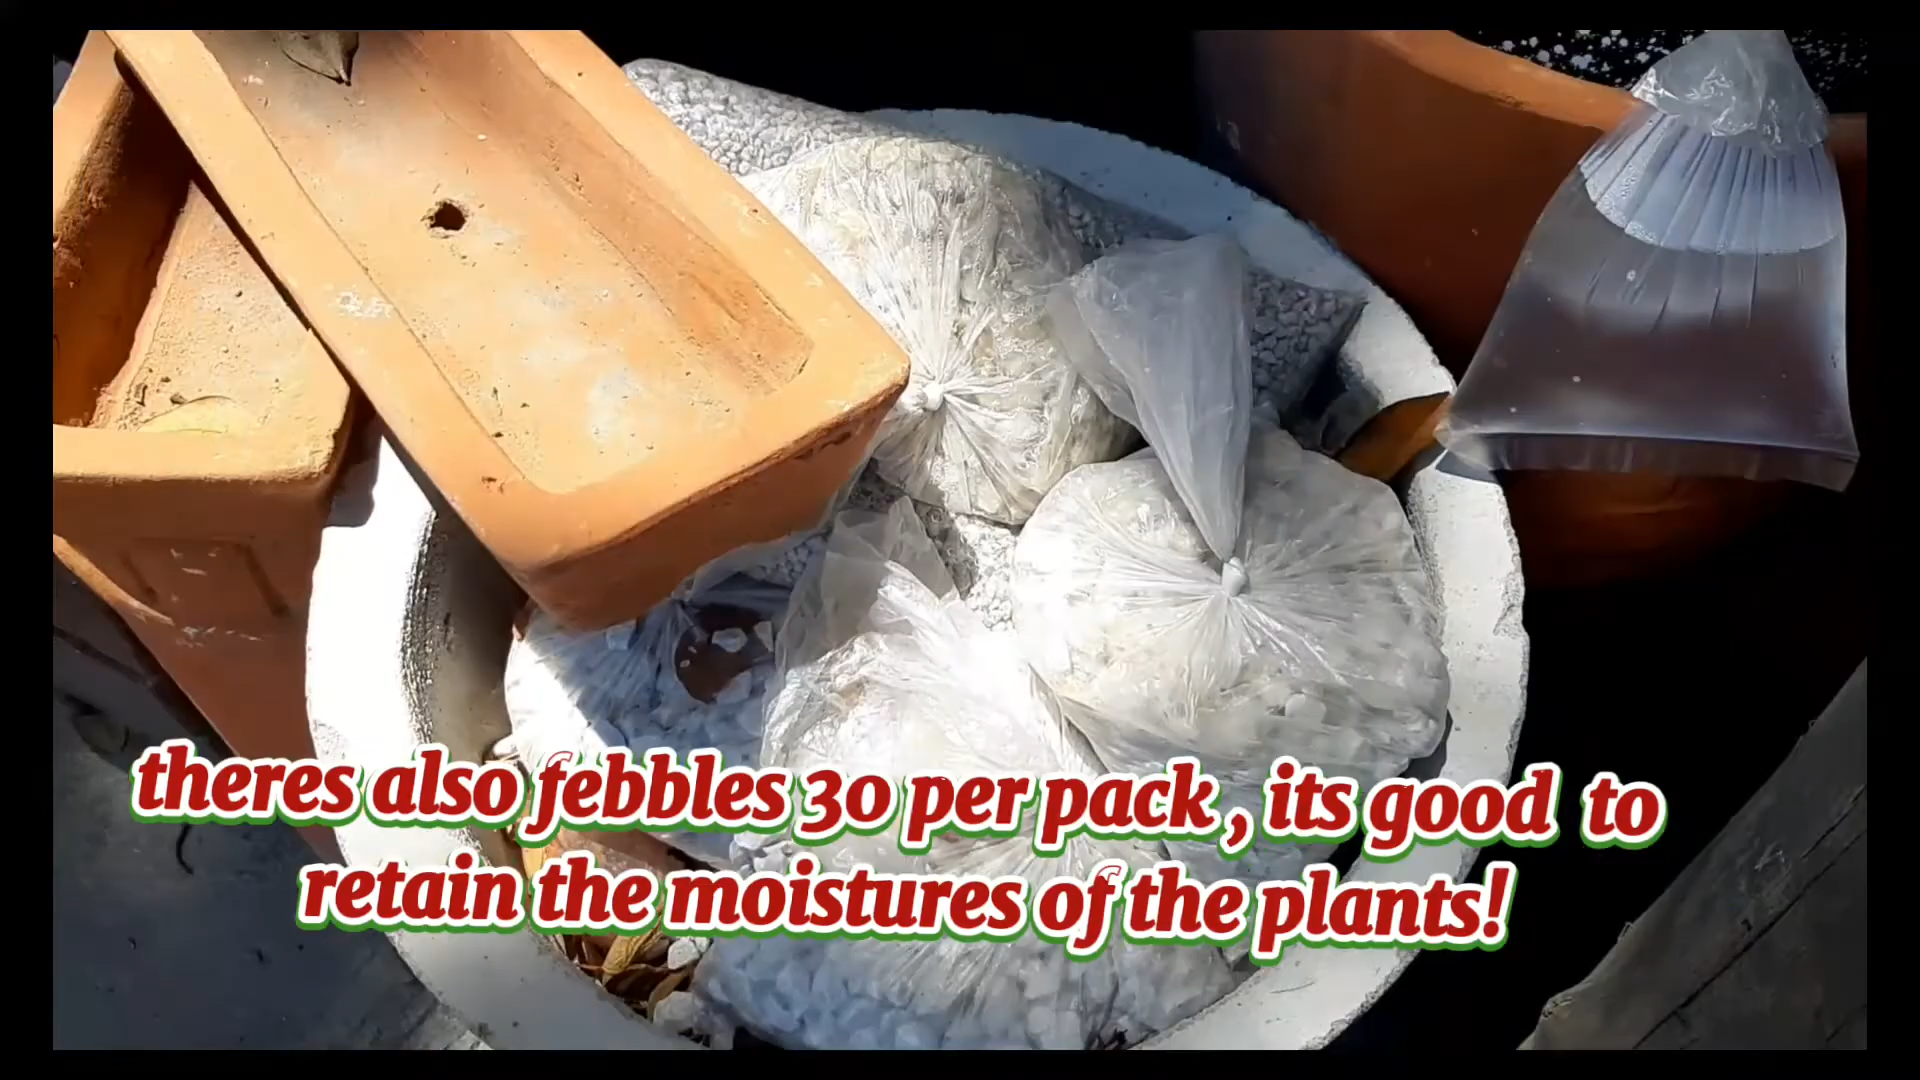 theres also febbles 30 per pack, its good to
retain the moistures of the plants!